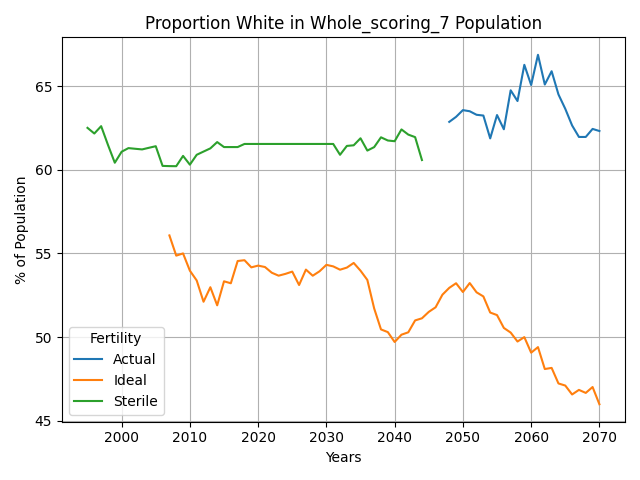 Proportion White in Whole_scoring_7 Population
% of Population
65
60
55
50
45
Fertility
Actual
Ideal
Sterile
2000 2010 2020 2030 2040 2050 2060 2070
Years